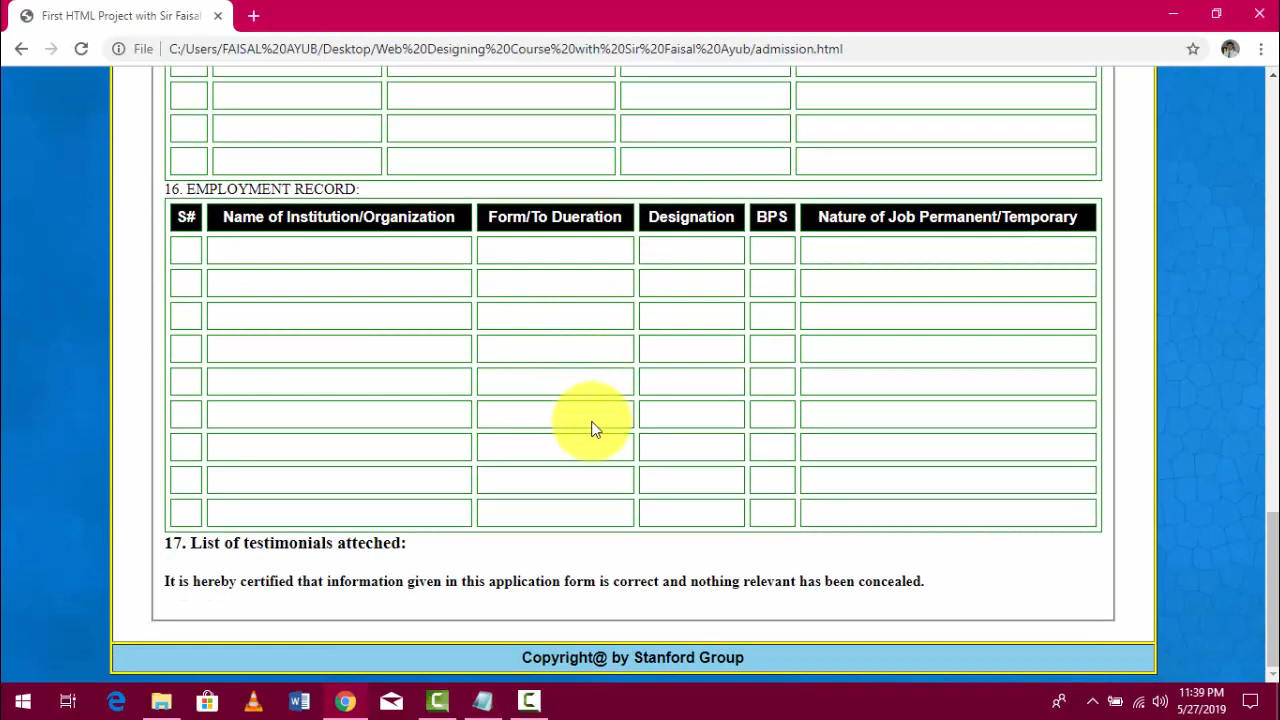 First HTML Project with Sir Faisal
File C:/Users/FAISAL%20AYUB/Desktop/Web%20Designing%20Course%20with%20Sir%20Faisal%20Ayub/admission.html
16. EMPLOYMENT RECORD:
S# Name of Institution/Organization Form/To Dueration Designation BPS Nature of Job Permanent/Temporary
17. List of testimonials atteched:
It is hereby certified that information given in this application form is correct and nothing relevant has been concealed.
Copyright@ by Stanford Group
11:39 PM
5/27/2019